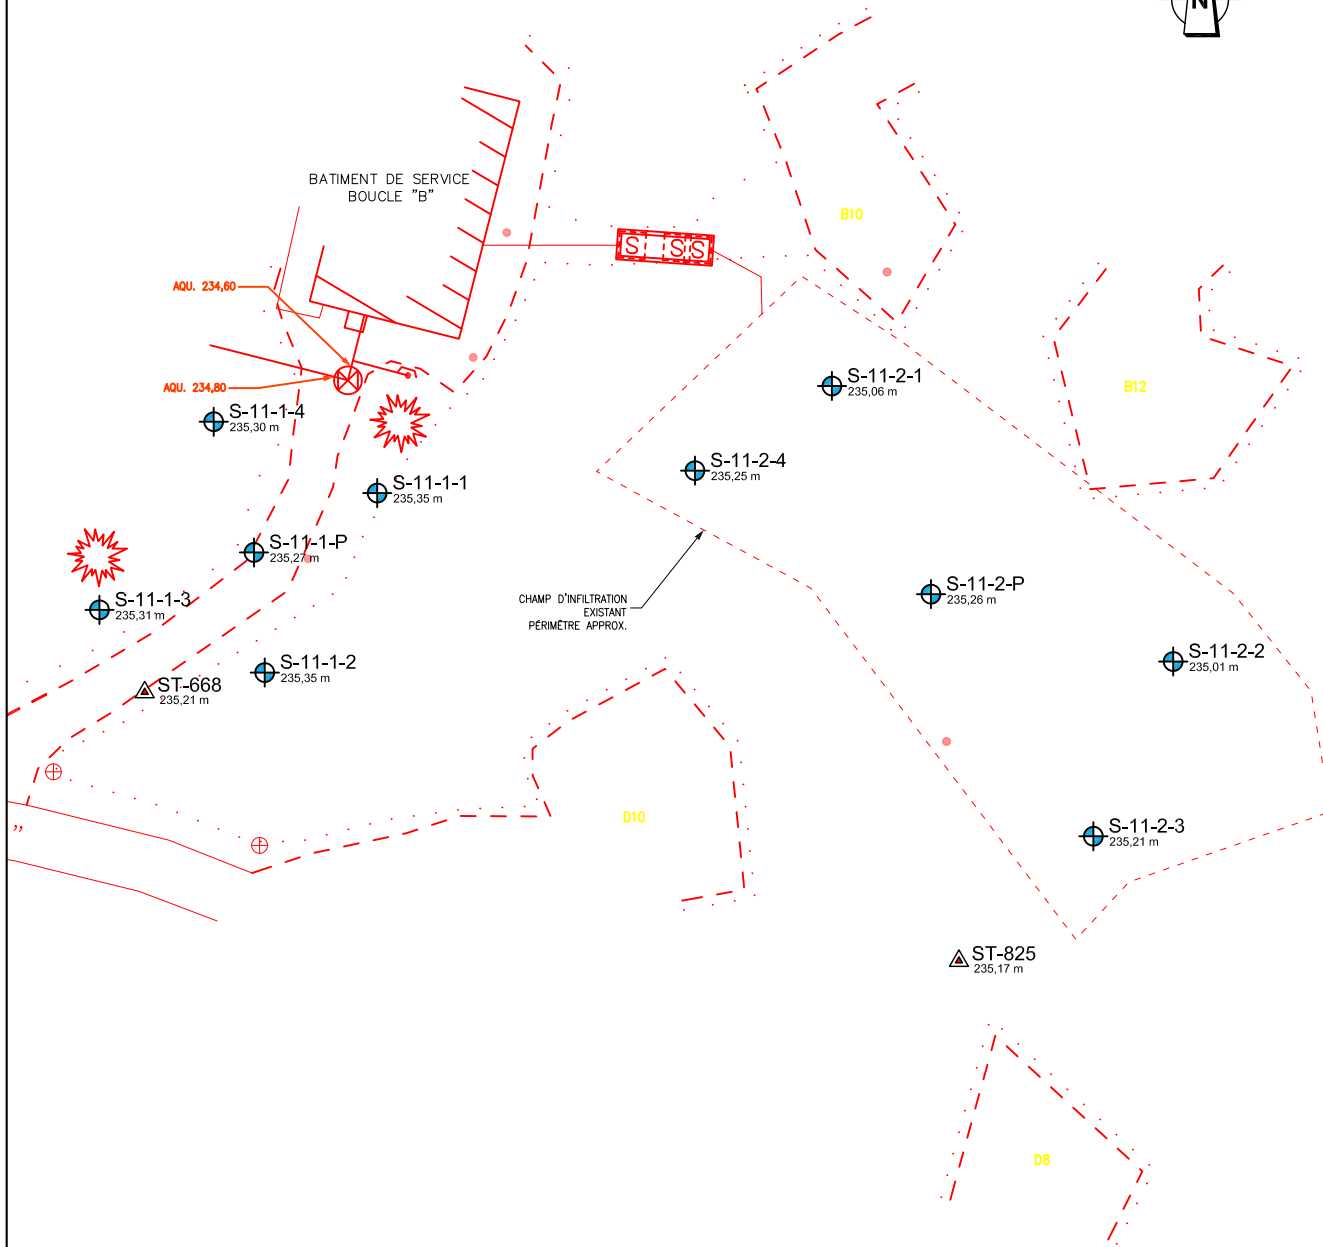 N
BATIMENT DE SERVICE
BOUCLE "B"
B10
S
S
S
AQU. 234,60
AQU. 234,80
S-11-2-1
235,06 m
B12
S-11-1-4
235,30 m
S-11-2-4
235,25 m
S-11-1-1
235,35 m
S-11-1-P
235,27 m
S-11-1-3
235,31 m
CHAMP D'INFILTRATION
EXISTANT
PÉRIMÊTRE APPROX.
S-11-2-P
235,26 m
S-11-2-2
235,01 m
S-11-1-2
235,35 m
ST-668
235,21 m
D10
"
S-11-2-3
235,21 m
ST-825
235,17 m
D8